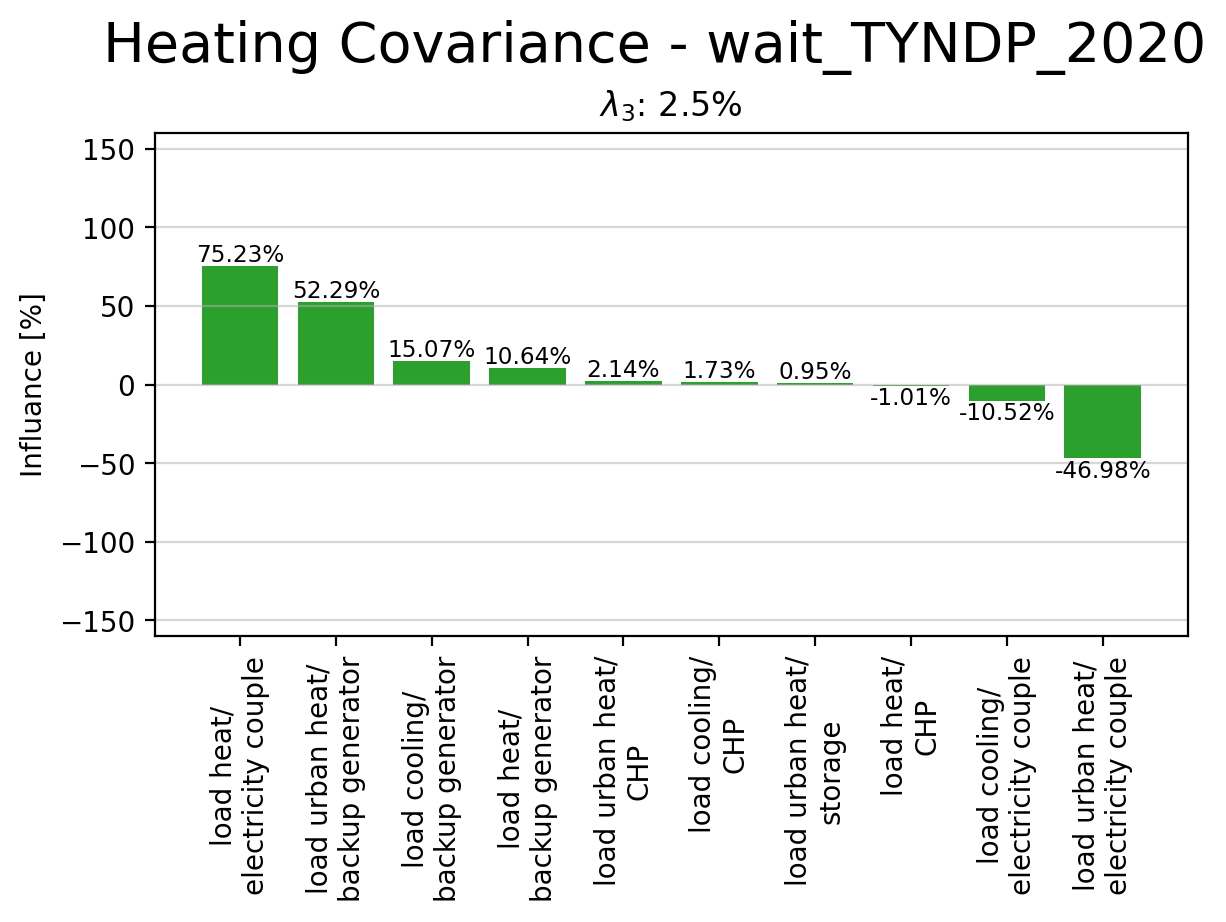 Heating Covariance - wait_TYNDP_2020
λ₃: 2.5%
Influance [%]
150
100
50
0
−50
−100
−150
75.23%
52.29%
15.07%
10.64%
2.14%
1.73%
0.95%
-1.01%
-10.52%
-46.98%
load heat/
electricity couple
load urban heat/
backup generator
load cooling/
backup generator
load heat/
backup generator
load urban heat/
CHP
load cooling/
CHP
load urban heat/
storage
load heat/
CHP
load cooling/
electricity couple
load urban heat/
electricity couple